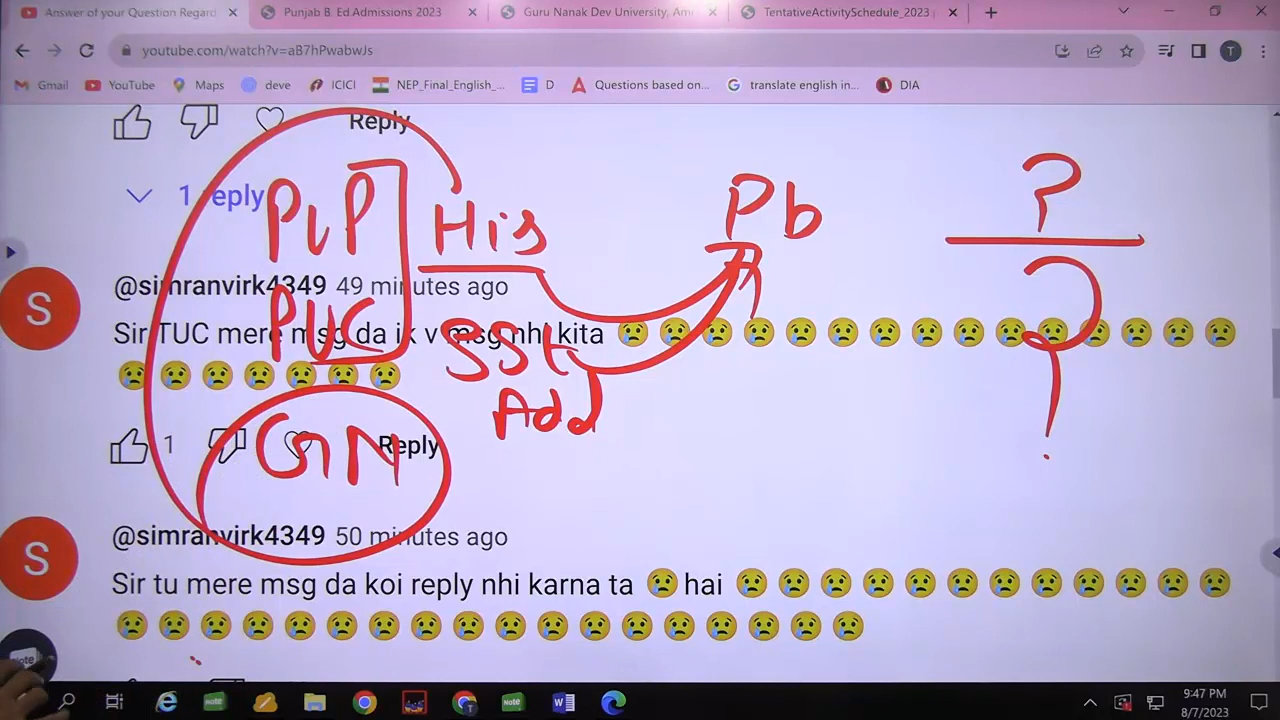 Answer of your Question Regard
Punjab B. Ed.Admissions 2023
Guru Nanak Dev University, Am
TentativeActivitySchedule_2023
youtube.com/watch?v=aB7hPwabwJs
T
Gmail
YouTube
Maps
deve
ICICI
NEP_Final_English_...
D
Questions based on...
translate english in...
DIA
Reply
1 reply
PUP
His
Pb
?
S
@simranvirk4349 49 minutes ago
PUC
Sir TUC mere msg da ik v msg nhi kita 😢 😢 😢 😢 😢 😢 😢 😢 😢 😢 😢 😢 😢 😢 😢
😢 😢 😢 😢 😢 😢 😢
SSt
Add
?
1
Reply
GN
S
@simranvirk4349 50 minutes ago
Sir tu mere msg da koi reply nhi karna ta 😢 hai 😢 😢 😢 😢 😢 😢 😢 😢 😢 😢 😢 😢
😢 😢 😢 😢 😢 😢 😢 😢 😢 😢 😢 😢 😢 😢 😢 😢 😢 😢
Note
note
note
9:47 PM
8/7/2023